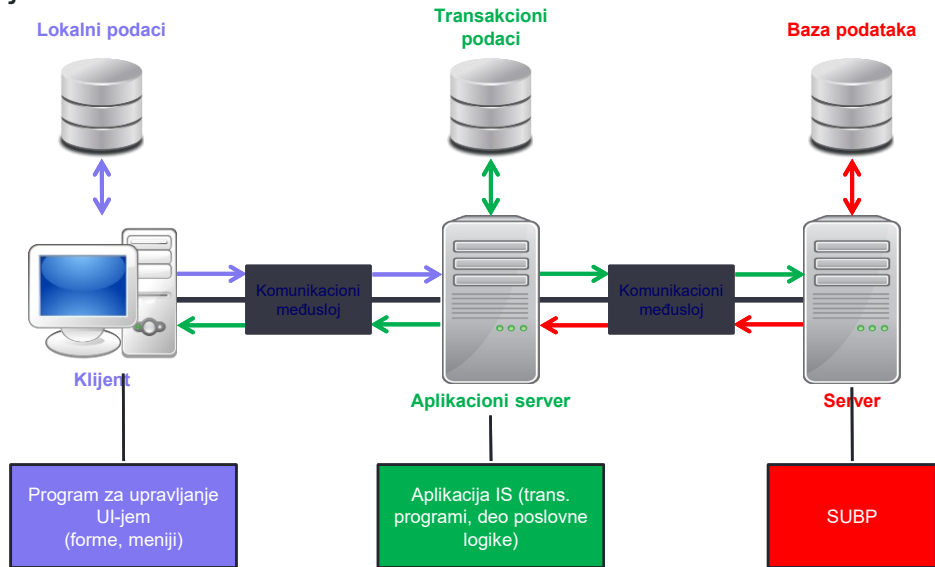 Lokalni podaci
Transakcioni
podaci
Baza podataka
Komunikacioni
međusloj
Komunikacioni
međusloj
Klijent
Aplikacioni server
Server
Program za upravljanje
UI-jem
(forme, meniji)
Aplikacija IS (trans.
programi, deo poslovne
logike)
SUBP